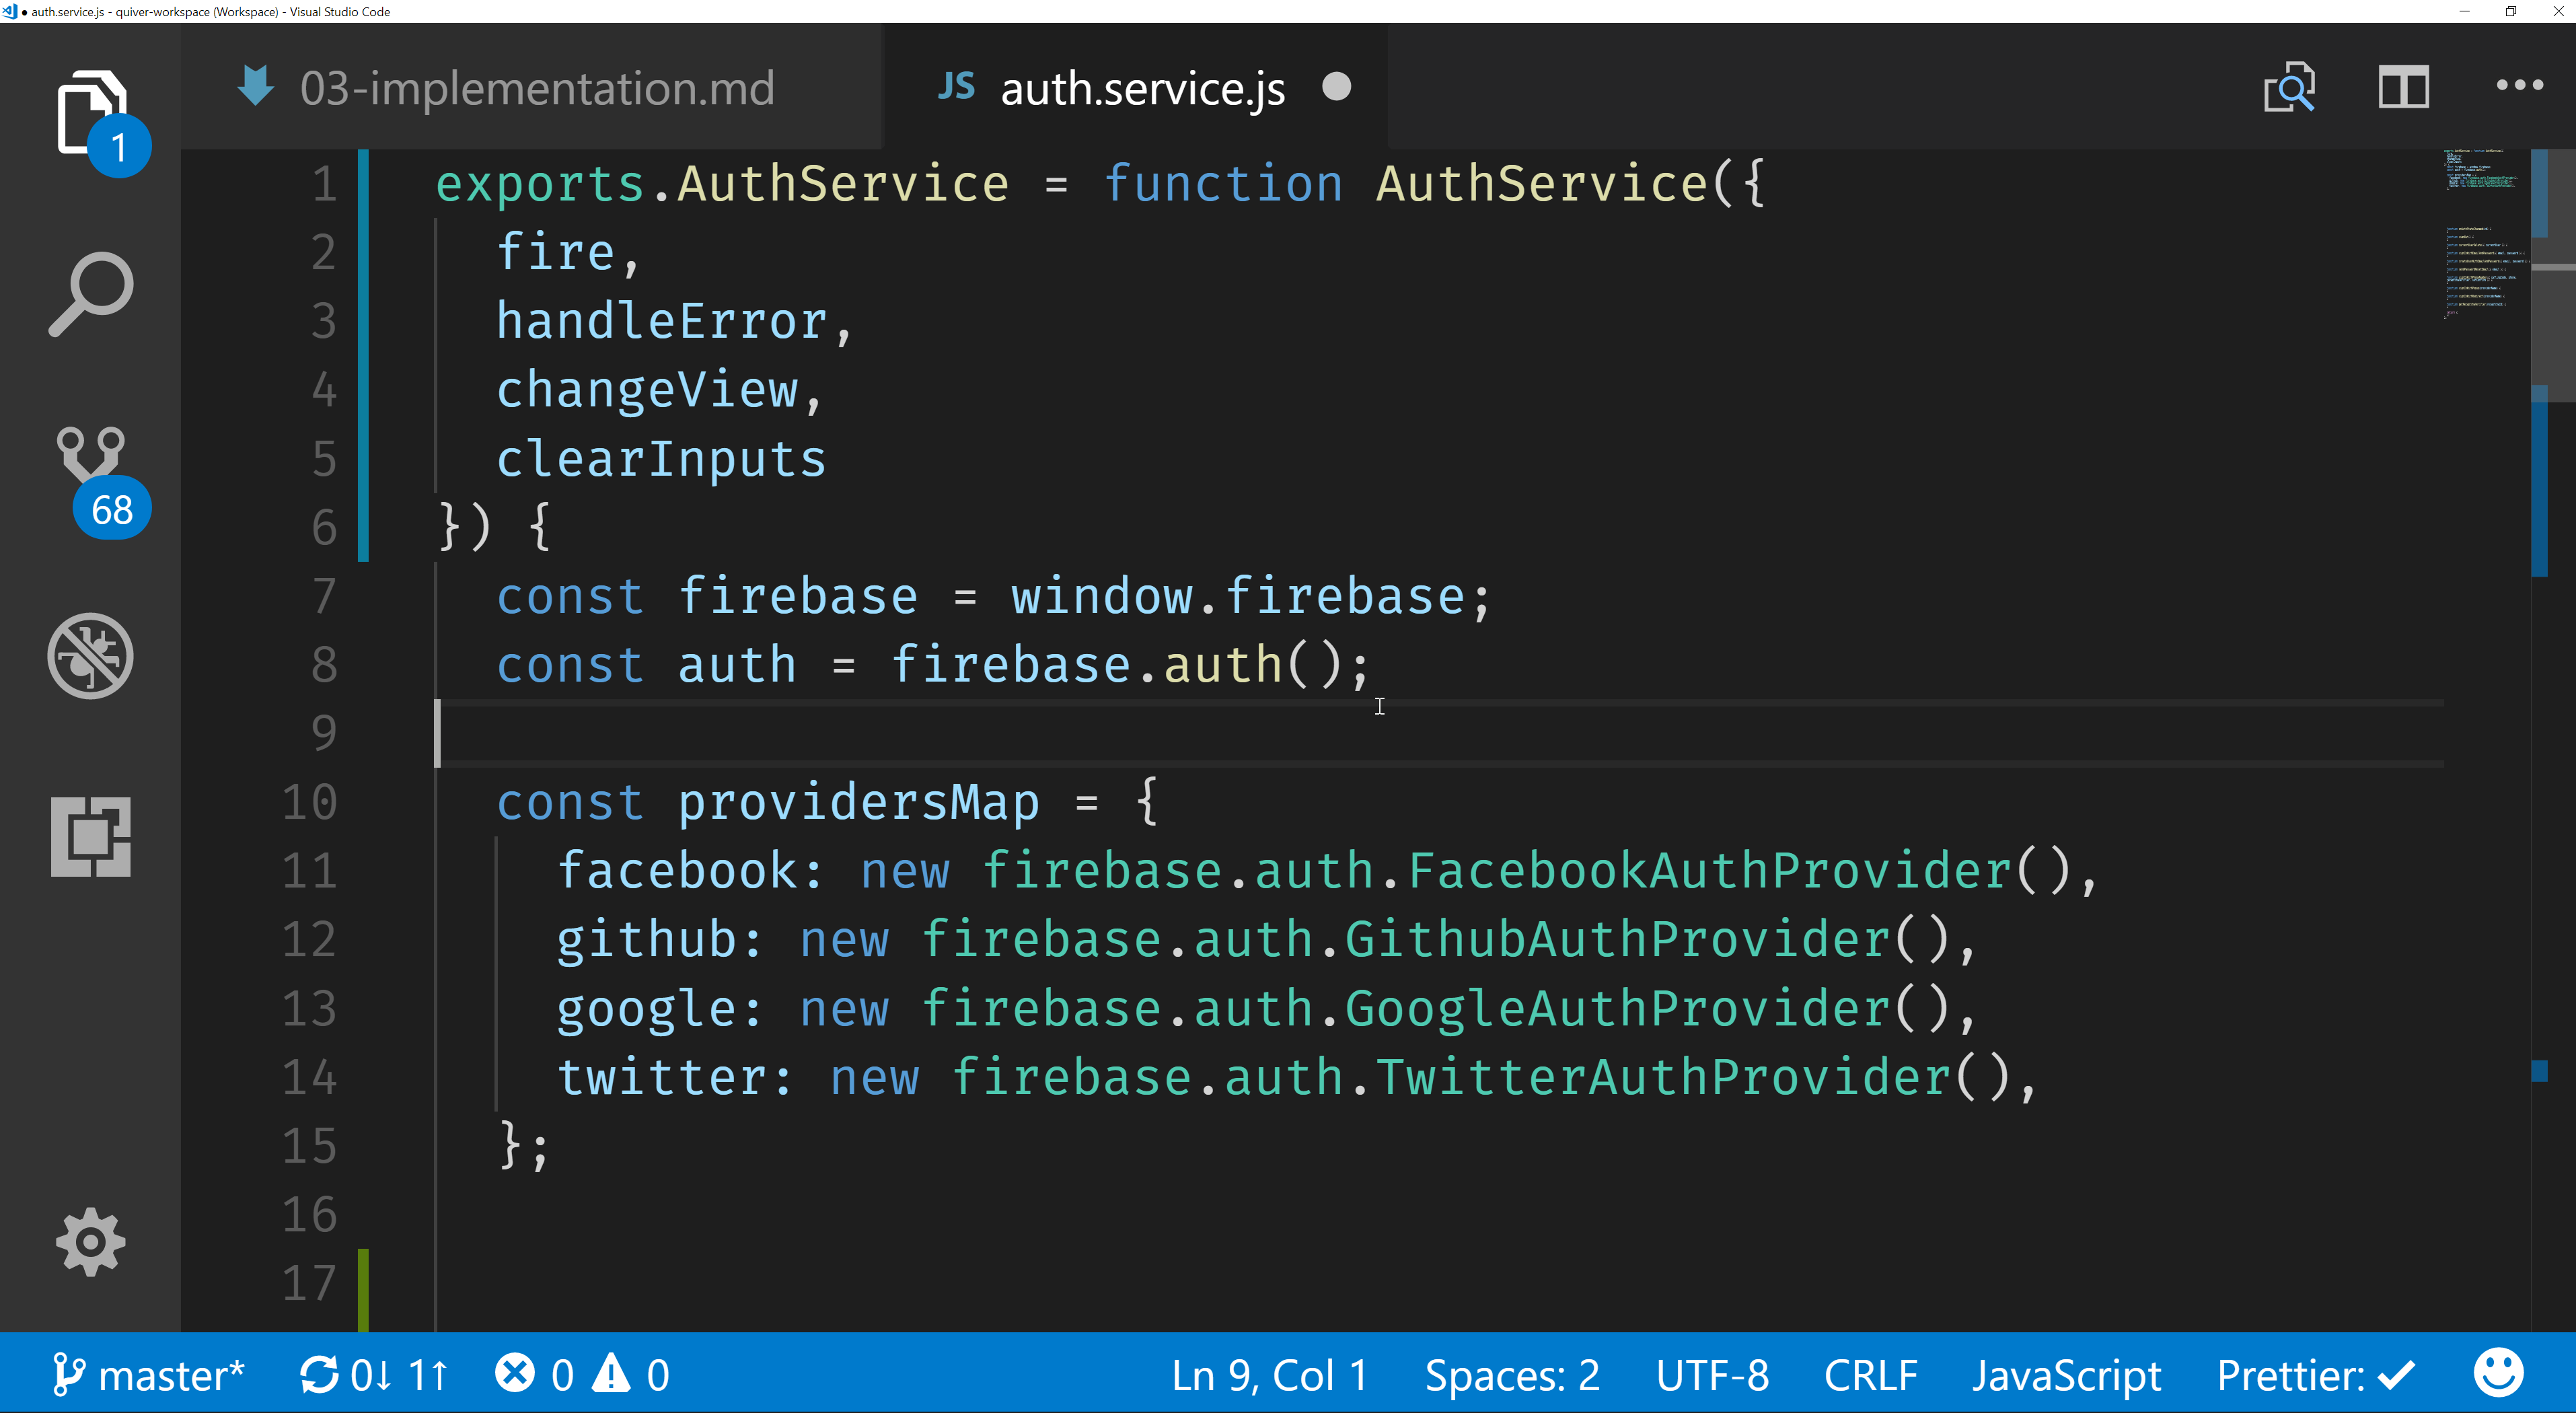 ● auth.service.js - quiver-workspace (Workspace) - Visual Studio Code
03-implementation.md
JS auth.service.js
1
68
1 exports.AuthService = function AuthService({
2 fire,
3 handleError,
4 changeView,
5 clearInputs
6 }) {
7 const firebase = window.firebase;
8 const auth = firebase.auth();
9
10 const providersMap = {
11 facebook: new firebase.auth.FacebookAuthProvider(),
12 github: new firebase.auth.GithubAuthProvider(),
13 google: new firebase.auth.GoogleAuthProvider(),
14 twitter: new firebase.auth.TwitterAuthProvider(),
15 };
16
17
master* 0↓ 1↑ 0 0 Ln 9, Col 1 Spaces: 2 UTF-8 CRLF JavaScript Prettier: ✓